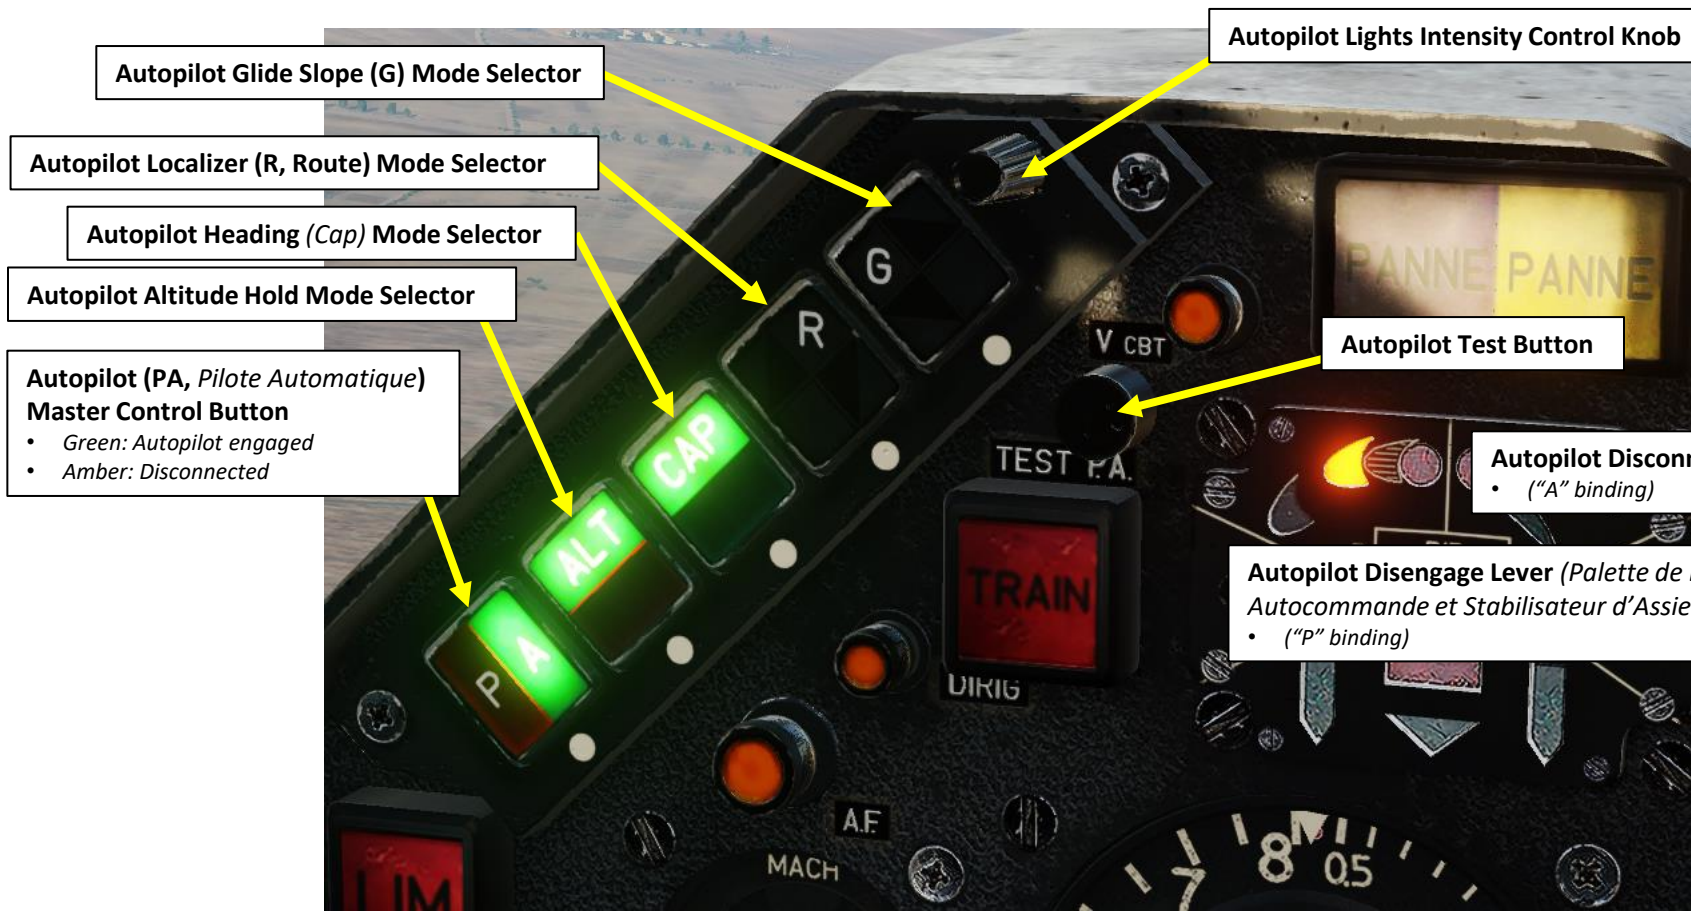 Autopilot Lights Intensity Control Knob
Autopilot Glide Slope (G) Mode Selector
Autopilot Localizer (R, Route) Mode Selector
Autopilot Heading (Cap) Mode Selector
Autopilot Altitude Hold Mode Selector
Autopilot (PA, Pilote Automatique)
Master Control Button
• Green: Autopilot engaged
• Amber: Disconnected
G
R
CAP
ALT
P A
V CBT
PANNE PANNE
Autopilot Test Button
TEST P.A.
Autopilot
• (“A” binding)
TRAIN
Autopilot Disengage Lever (Palette de
Autocommande et Stabilisateur
• (“P” binding)
DIRIG
A.F.
MACH
LIM
7 8 0.5